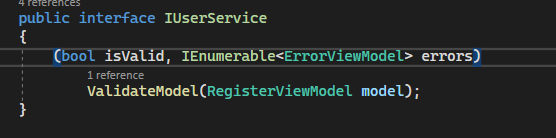 4 references
public interface IUserService
{
(bool isValid, IEnumerable<ErrorViewModel> errors)
1 reference
ValidateModel(RegisterViewModel model);
}